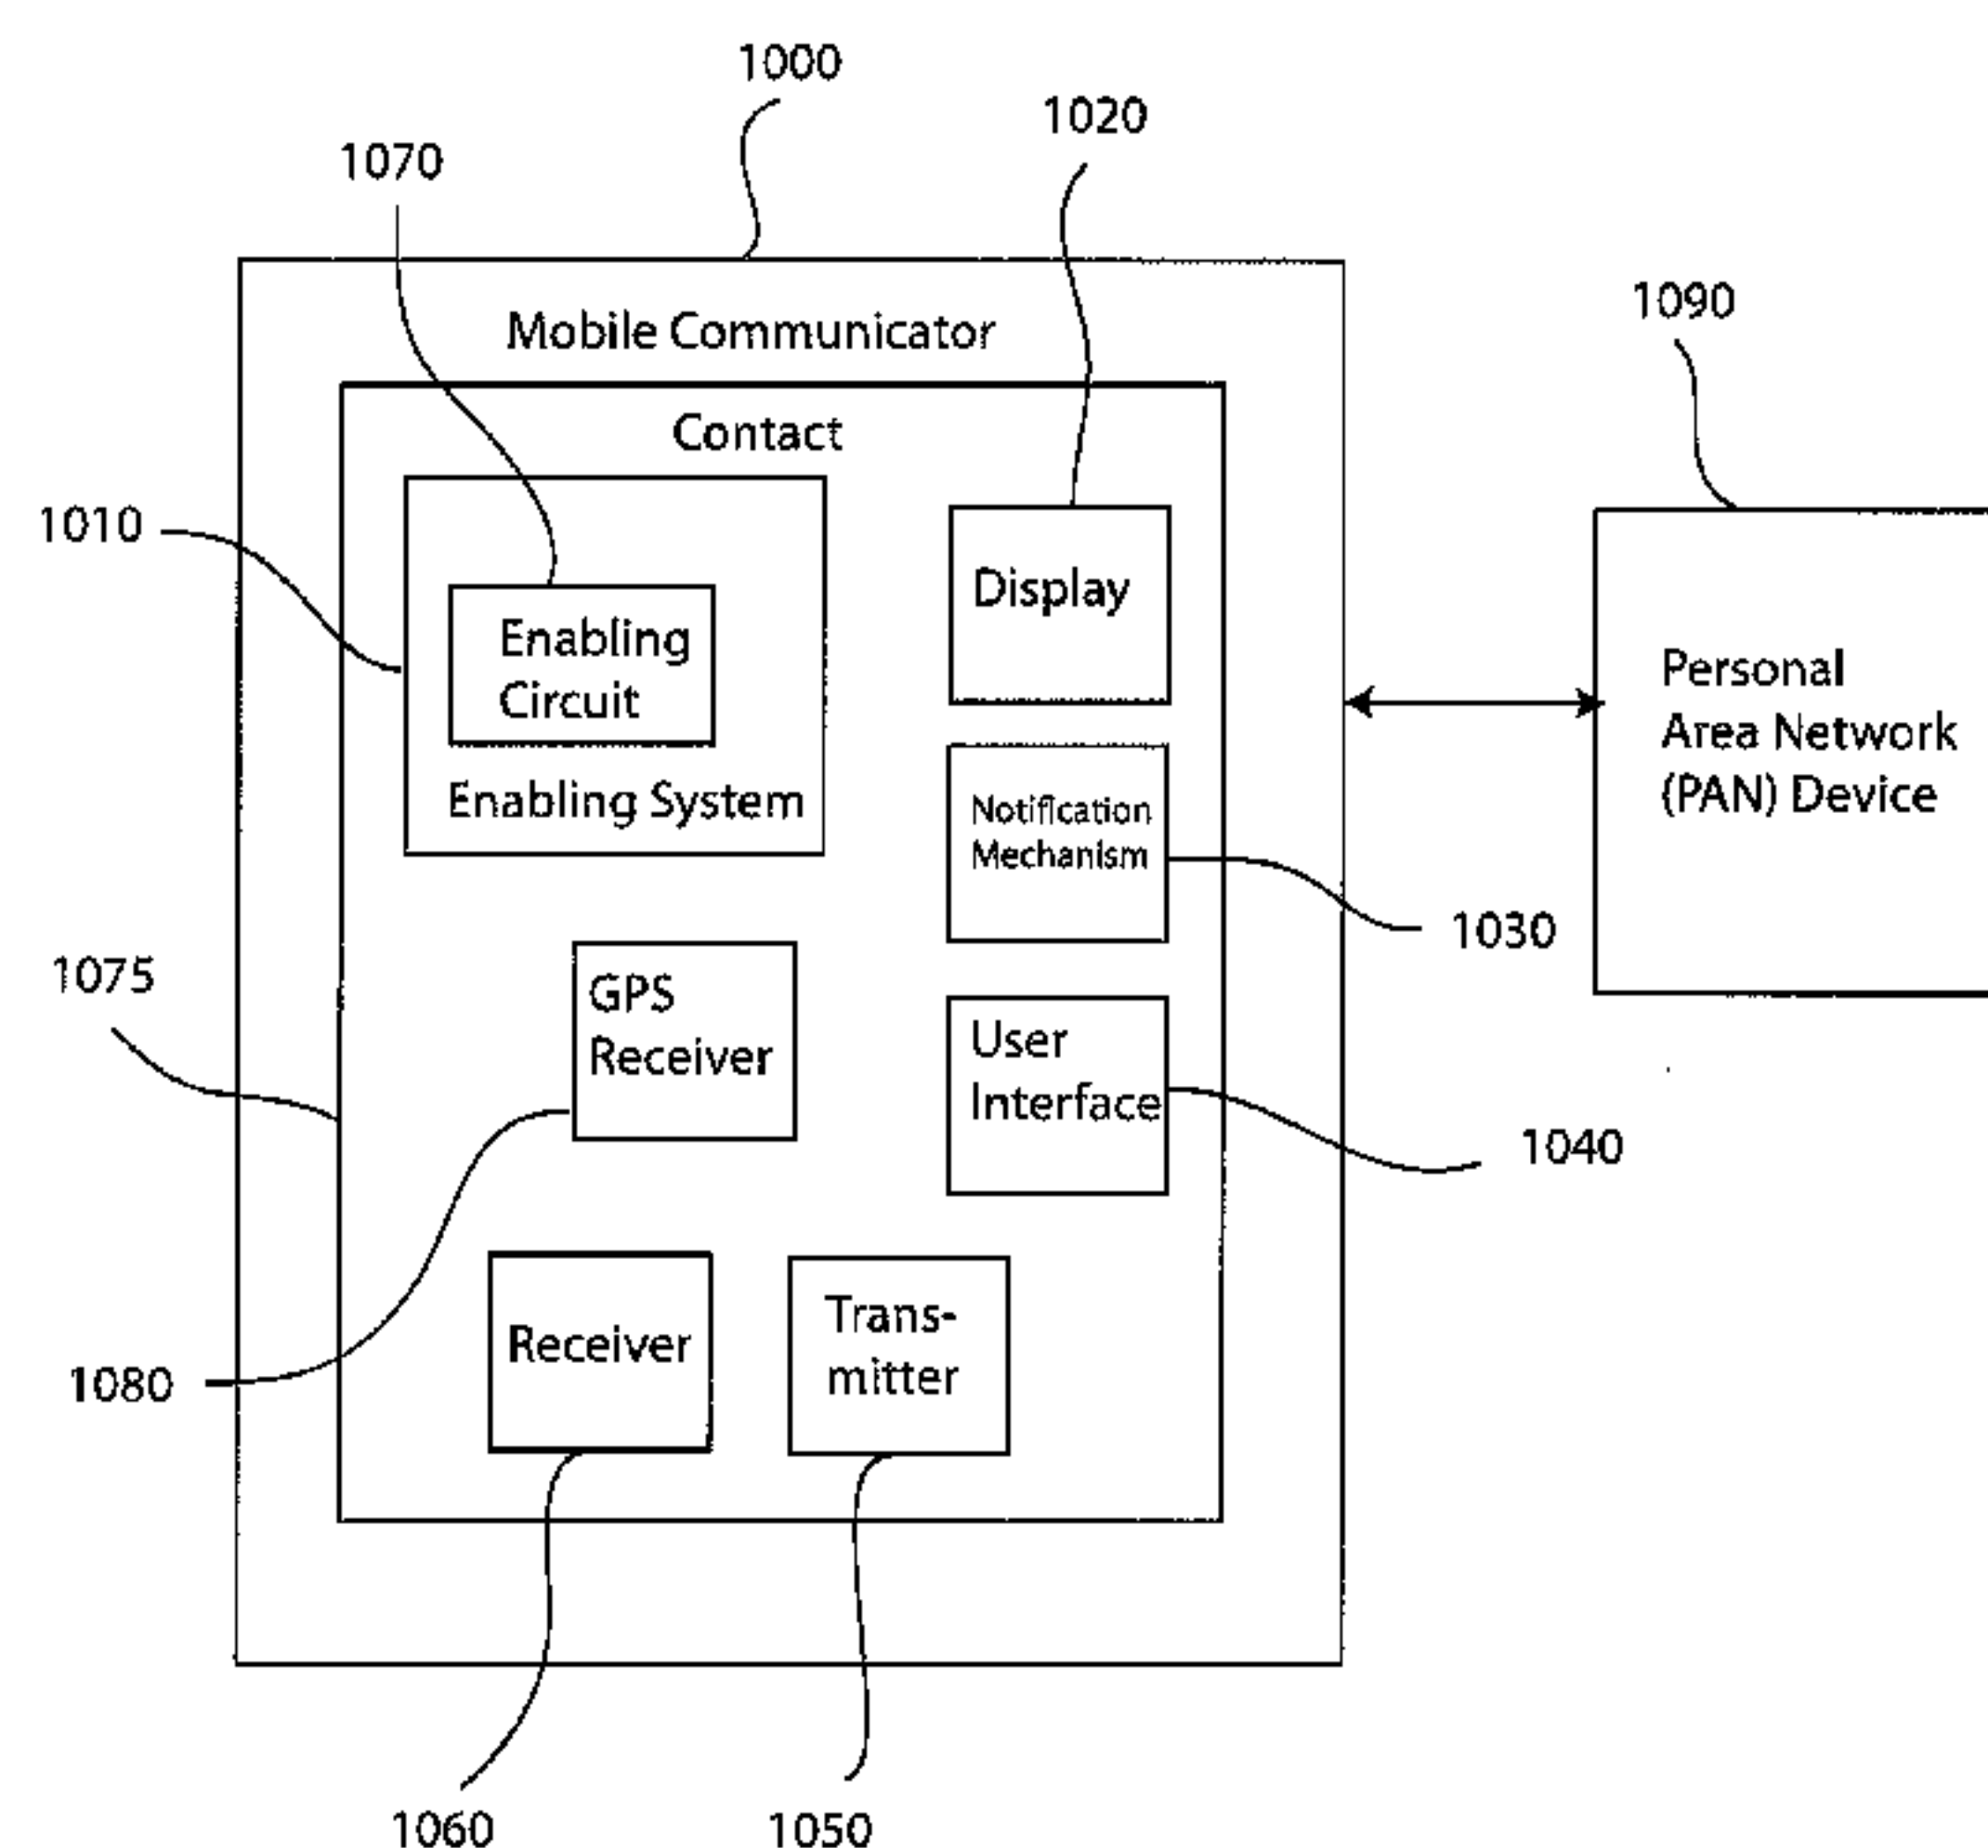 1000
1020
1070
1090
Mobile Communicator
Contact
1010
Display
Enabling
Circuit
Personal
Area Network
(PAN) Device
Enabling System
Notification
Mechanism
1030
1075
GPS
Receiver
User
Interface
1040
Receiver
Trans-
mitter
1080
1060
1050